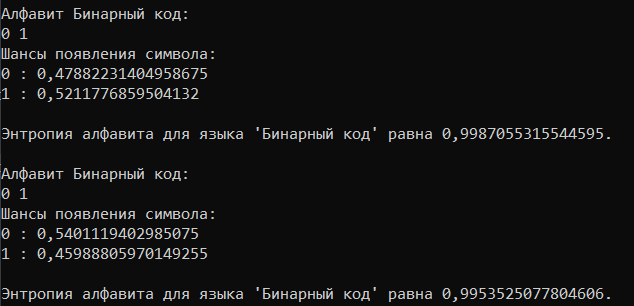 Алфавит Бинарный код:
0 1
Шансы появления символа:
0 : 0,47882231404958675
1 : 0,5211776859504132
Энтропия алфавита для языка 'Бинарный код' равна 0,9987055315544595.
Алфавит Бинарный код:
0 1
Шансы появления символа:
0 : 0,5401119402985075
1 : 0,45988805970149255
Энтропия алфавита для языка 'Бинарный код' равна 0,9953525077804606.